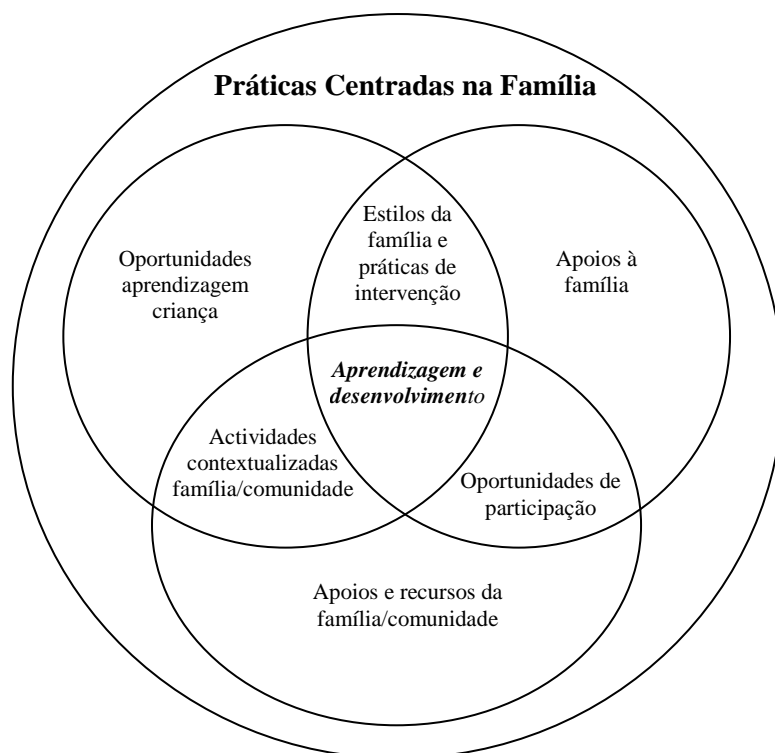 Práticas Centradas na Família
Estilos da
família e
práticas de
intervenção
Oportunidades
aprendizagem
criança
Apoios à
família
Aprendizagem e
desenvolvimento
Actividades
contextualizadas
família/comunidade
Oportunidades de
participação
Apoios e recursos da
família/comunidade